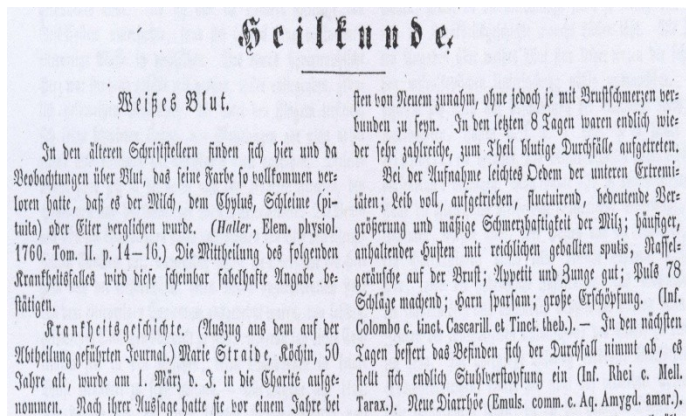 Heilkunde.
Weißes Blut.
In den älteren Schriftstellern finden sich hier und da
Beobachtungen über Blut, das seine Farbe so vollkommen ver-
loren hatte, daß es der Milch, dem Chylus, Schleime (pi-
tuita) oder Eiter verglichen wurde. (Haller, Elem. physiol.
1760. Tom. II. p. 14—16.) Die Mittheilung des folgenden
Krankheitsfalles wird diese scheinbar fabelhafte Angabe be-
stätigen.
Krankheitsgeschichte. (Auszug aus dem auf der
Abtheilung geführten Journal.) Marie Straide, Köchin, 50
Jahre alt, wurde am 1. März d. J. in die Charité aufge-
nommen. Nach ihrer Aussage hatte sie vor einem Jahre bei
sten von Neuem zunahm, ohne jedoch je mit Brustschmerzen ver-
bunden zu seyn. In den letzten 8 Tagen waren endlich wie-
der sehr zahlreiche, zum Theil blutige Durchfälle aufgetreten.
Bei der Aufnahme leichtes Oedem der unteren Extremi-
täten; Leib voll, aufgetrieben, fluctuirend, bedeutende Ver-
größerung und mäßige Schmerzhaftigkeit der Milz; häufiger,
anhaltender Husten mit reichlichen geballten sputis, Rassel-
geräusche auf der Brust; Appetit und Zunge gut; Puls 78
Schläge machend; Harn sparsam; große Erschöpfung. (Inf.
Colombo c. tinct. Cascarill. et Tinct. theb.). — In den nächsten
Tagen bessert das Befinden sich der Durchfall nimmt ab, es
stellt sich endlich Stuhlverstopfung ein (Inf. Rhei c. Mell.
Tarax.). Neue Diarrhöe (Emuls. comm. c. Aq. Amygd. amar.).